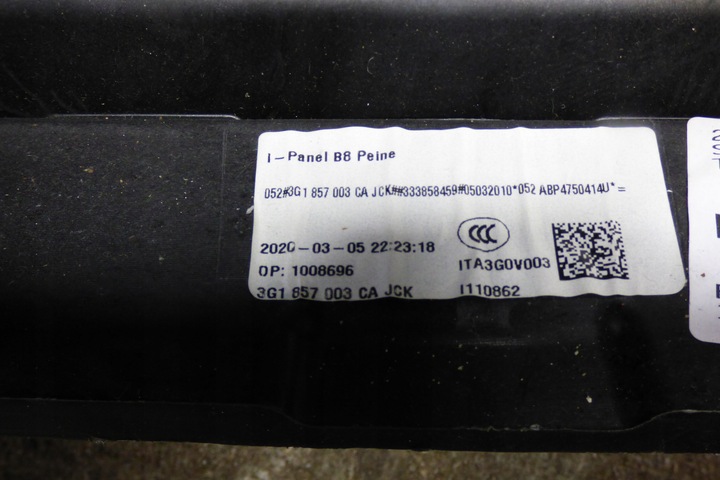 I-Panel B8 Peine
052#3G1 857 003 CA JCK##333858459#05032010*052 ABP4750414U*=
2020-03-05 22:23:18
OP: 1008696
3G1 857 003 CA JCK
CCC
ITA3G0V003
I110862